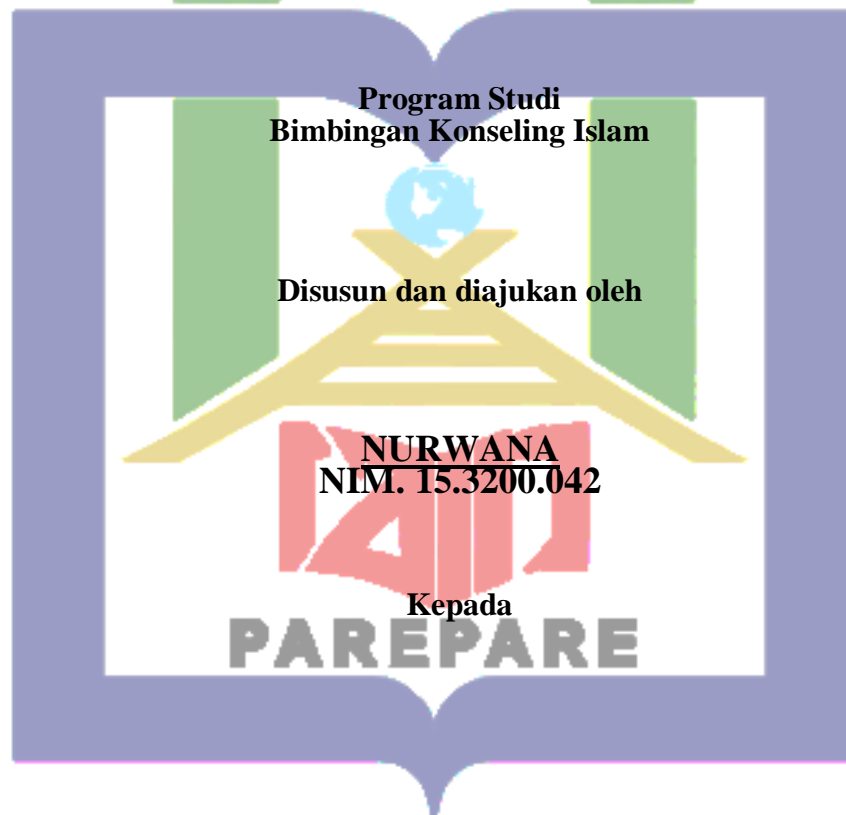 Program Studi
Bimbingan Konseling Islam
Disusun dan diajukan oleh
NURWANA
NIM. 15.3200.042
Kepada
PAREPARE